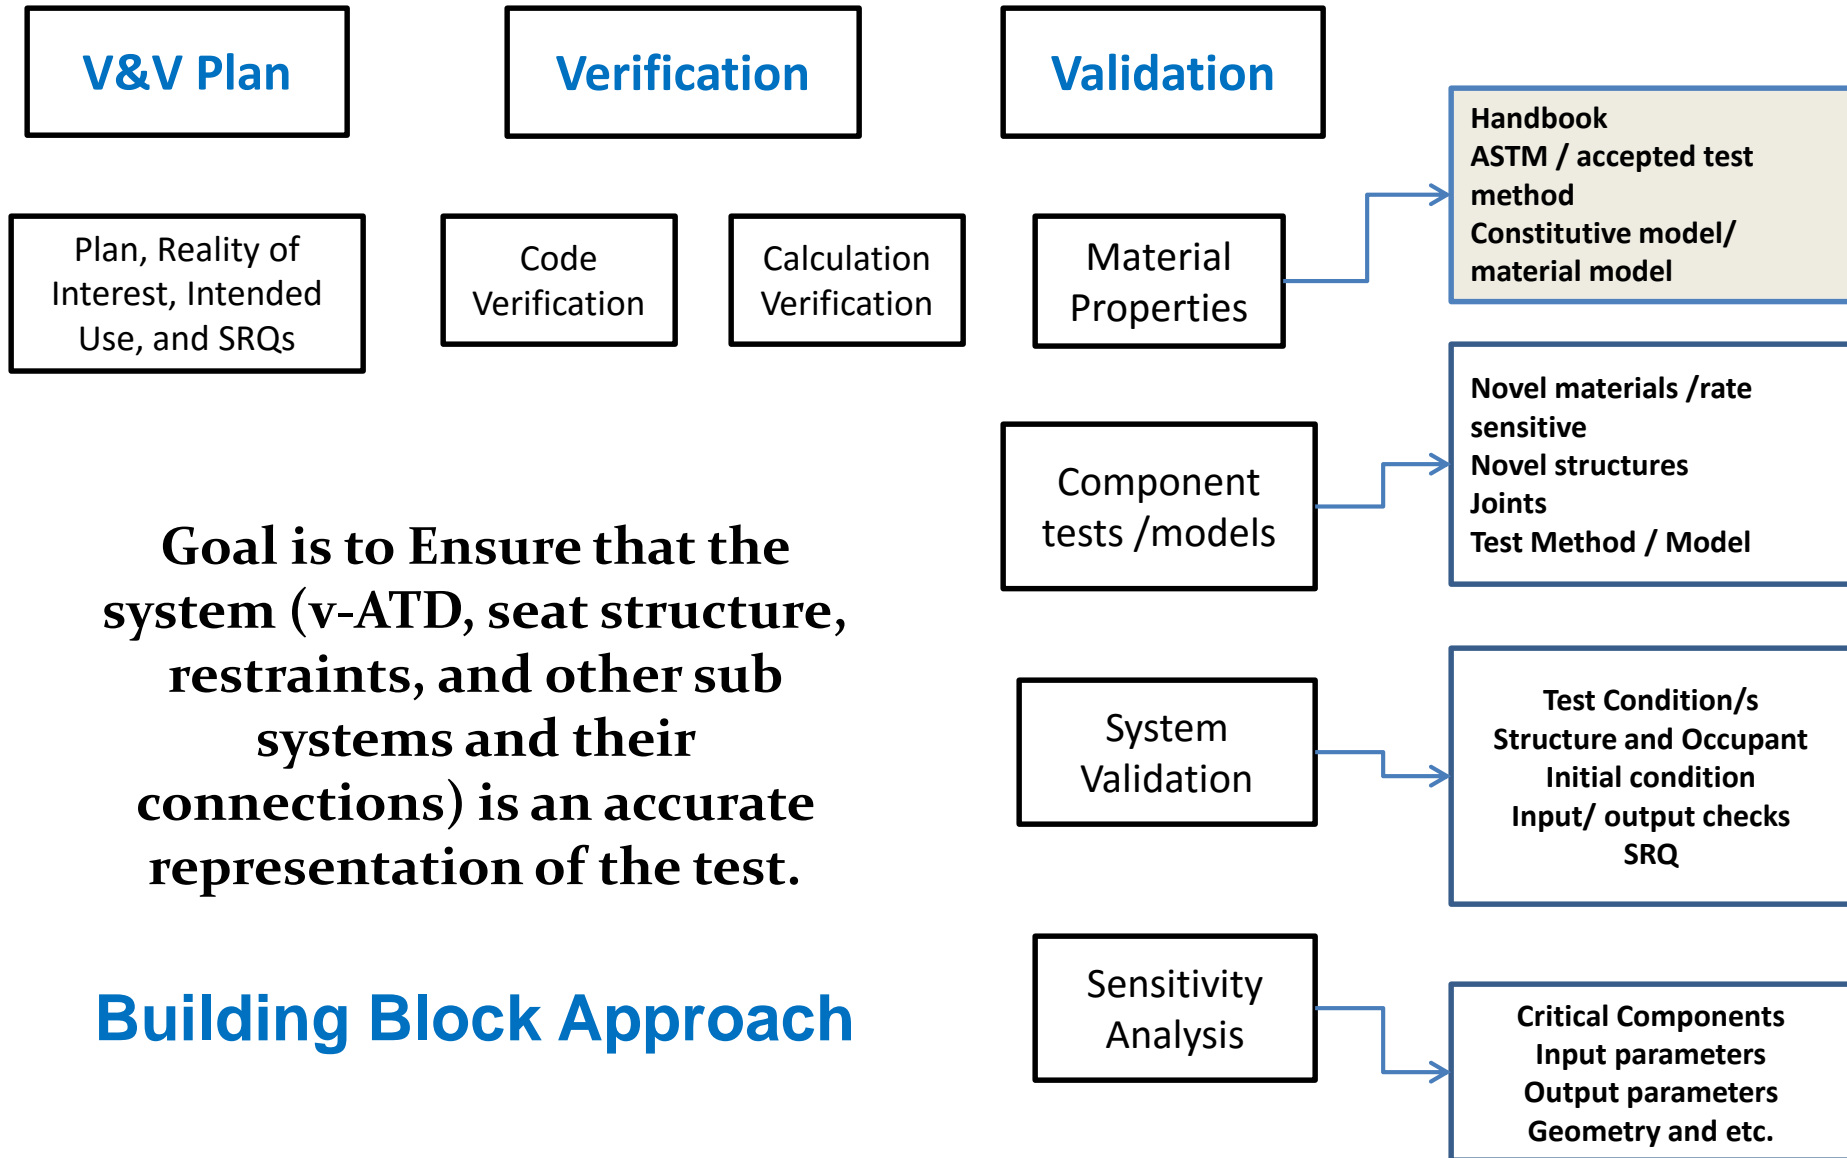 V&V Plan
Verification
Validation
Plan, Reality of
Interest, Intended
Use, and SRQs
Code
Verification
Calculation
Verification
Material
Properties
Handbook
ASTM / accepted test
method
Constitutive model/
material model
Component
tests /models
Novel materials /rate
sensitive
Novel structures
Joints
Test Method / Model
Goal is to Ensure that the
system (v-ATD, seat structure,
restraints, and other sub
systems and their
connections) is an accurate
representation of the test.
System
Validation
Test Condition/s
Structure and Occupant
Initial condition
Input/ output checks
SRQ
Building Block Approach
Sensitivity
Analysis
Critical Components
Input parameters
Output parameters
Geometry and etc.